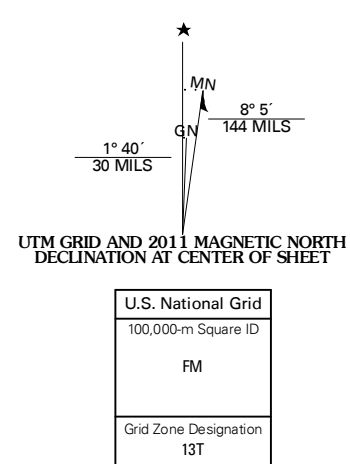 MN
GN
8° 5´
144 MILS
1° 40´
30 MILS
UTM GRID AND 2011 MAGNETIC NORTH
DECLINATION AT CENTER OF SHEET
U.S. National Grid
100,000-m Square ID
FM
Grid Zone Designation
13T